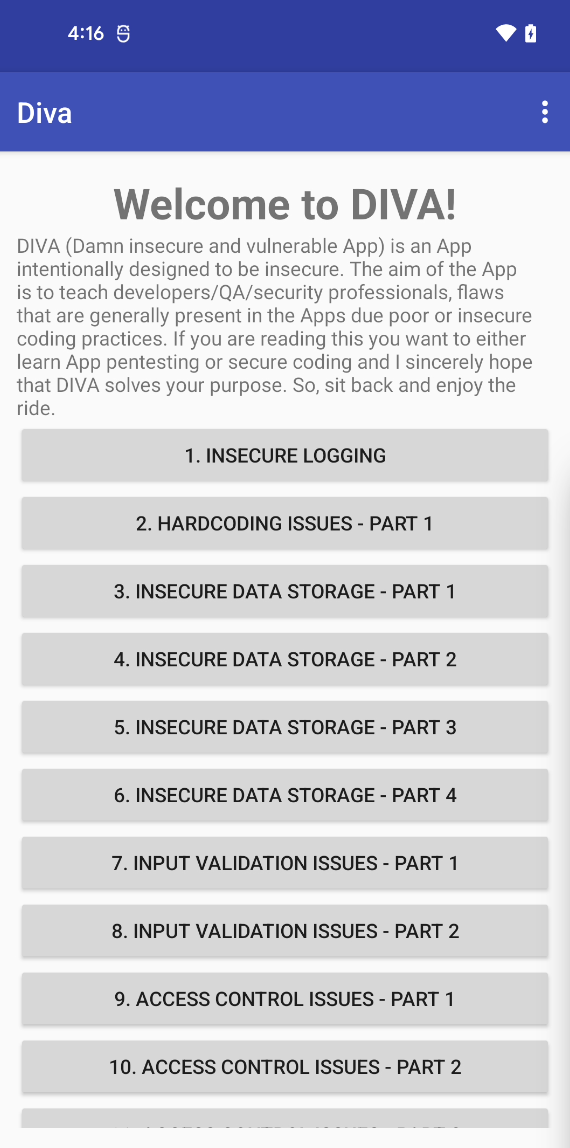 4:16
Diva
Welcome to DIVA!
DIVA (Damn insecure and vulnerable App) is an App
intentionally designed to be insecure. The aim of the App
is to teach developers/QA/security professionals, flaws
that are generally present in the Apps due poor or insecure
coding practices. If you are reading this you want to either
learn App pentesting or secure coding and I sincerely hope
that DIVA solves your purpose. So, sit back and enjoy the
ride.
1. INSECURE LOGGING
2. HARDCODING ISSUES - PART 1
3. INSECURE DATA STORAGE - PART 1
4. INSECURE DATA STORAGE - PART 2
5. INSECURE DATA STORAGE - PART 3
6. INSECURE DATA STORAGE - PART 4
7. INPUT VALIDATION ISSUES - PART 1
8. INPUT VALIDATION ISSUES - PART 2
9. ACCESS CONTROL ISSUES - PART 1
10. ACCESS CONTROL ISSUES - PART 2